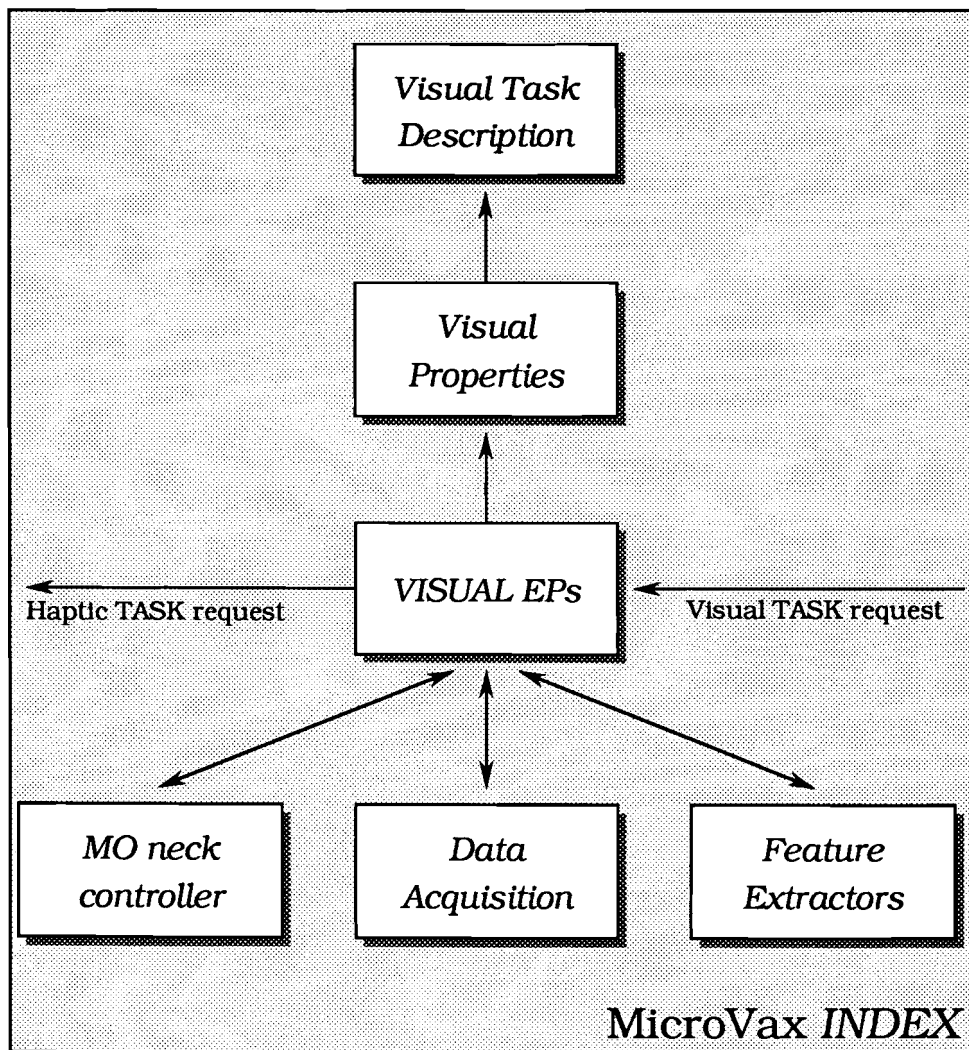 Visual Task
Description
Visual
Properties
VISUAL EPs
Haptic TASK request
Visual TASK request
MO neck
controller
Data
Acquisition
Feature
Extractors
MicroVax INDEX